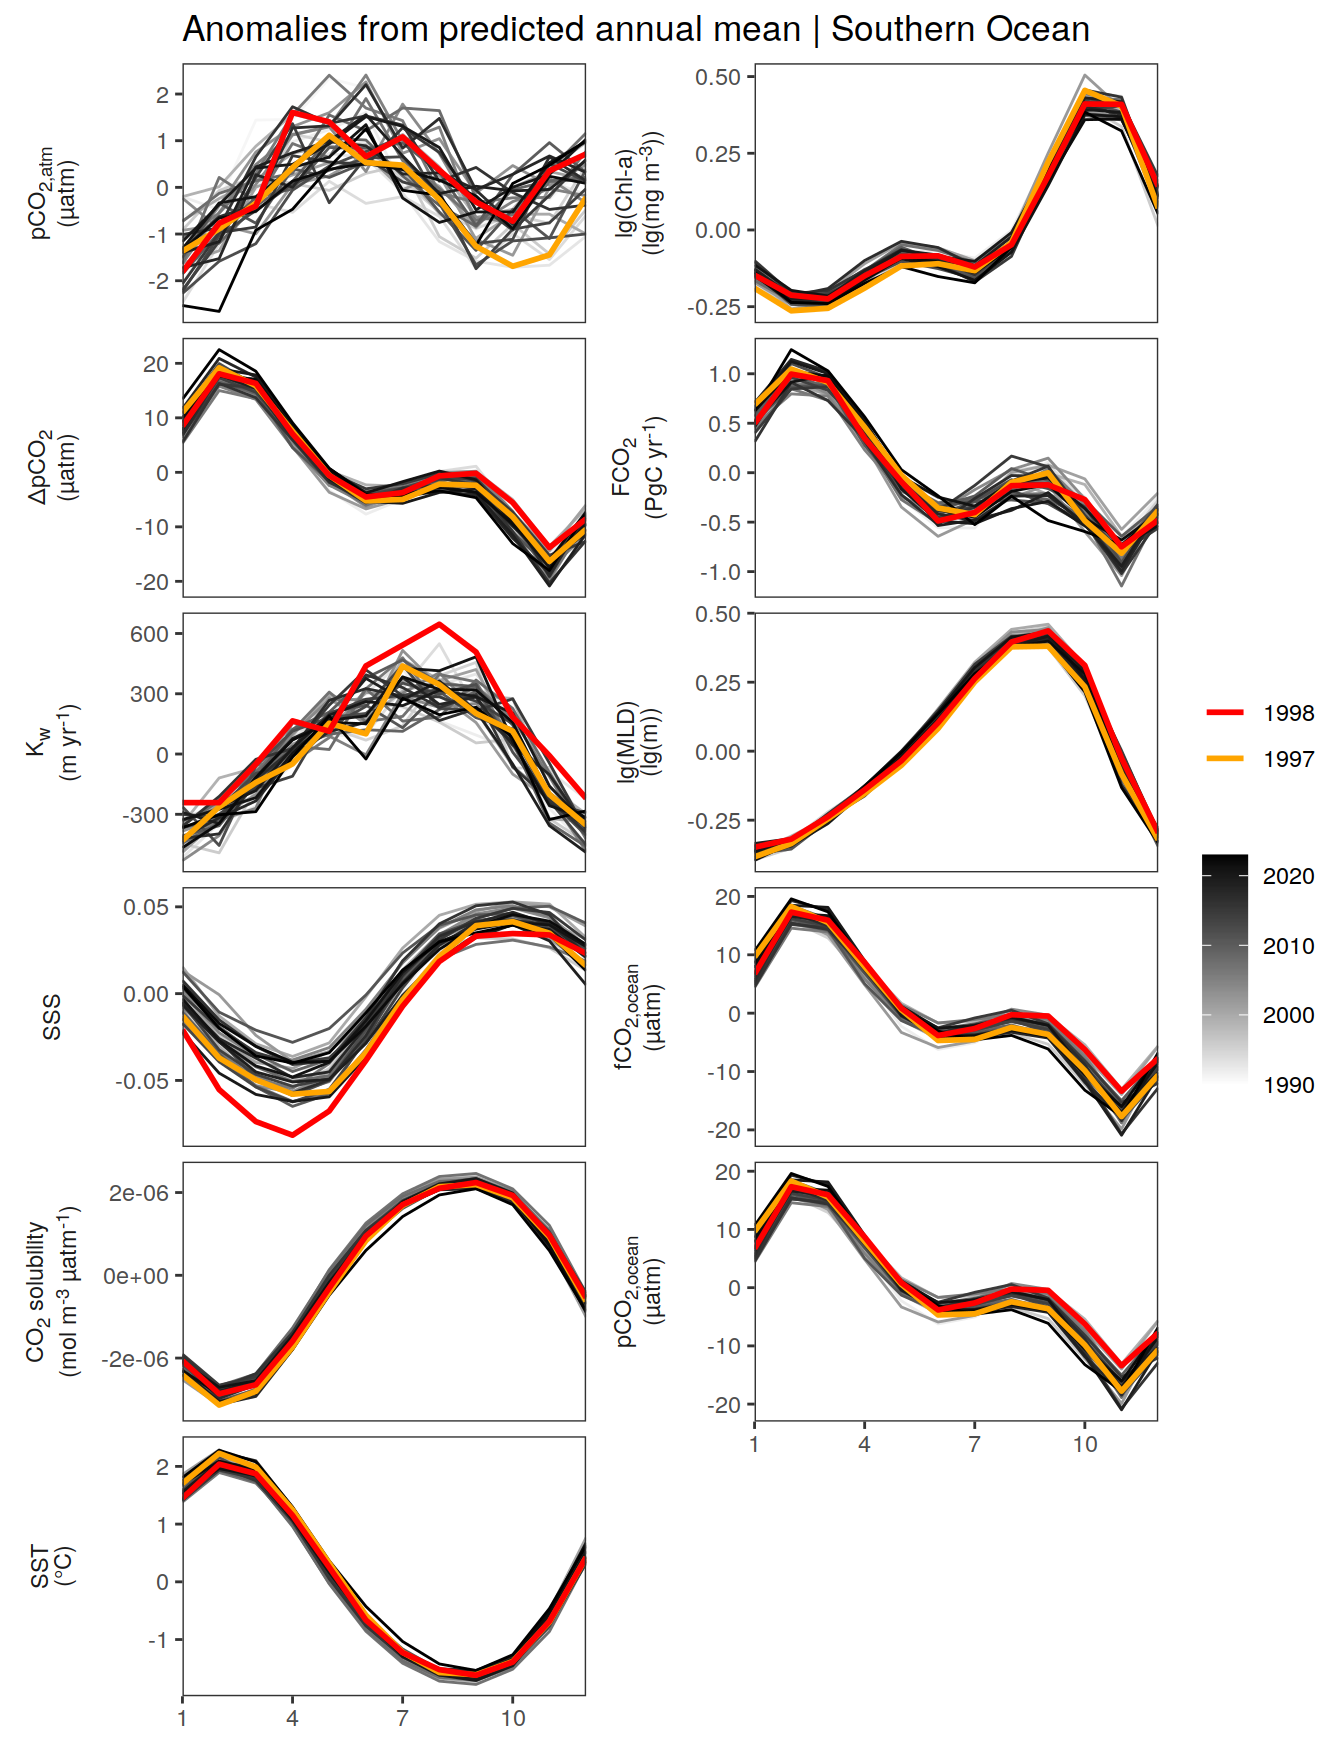 Anomalies from predicted annual mean | Southern Ocean
pCO2,atm
(µatm)
2
1
0
-1
-2
lg(Chl-a)
(lg(mg m-3))
0.50
0.25
0.00
-0.25
ΔpCO2
(µatm)
20
10
0
-10
-20
FCO2
(PgC yr-1)
1.0
0.5
0.0
-0.5
-1.0
Kw
(m yr-1)
600
300
0
-300
lg(MLD)
(lg(m))
0.50
0.25
0.00
-0.25
SSS
0.05
0.00
-0.05
fCO2,ocean
(µatm)
20
10
0
-10
-20
CO2 solubility
(mol m-3 µatm-1)
2e-06
0e+00
-2e-06
pCO2,ocean
(µatm)
20
10
0
-10
-20
1 4 7 10
SST
(°C)
2
1
0
-1
1 4 7 10
1998
1997
2020
2010
2000
1990